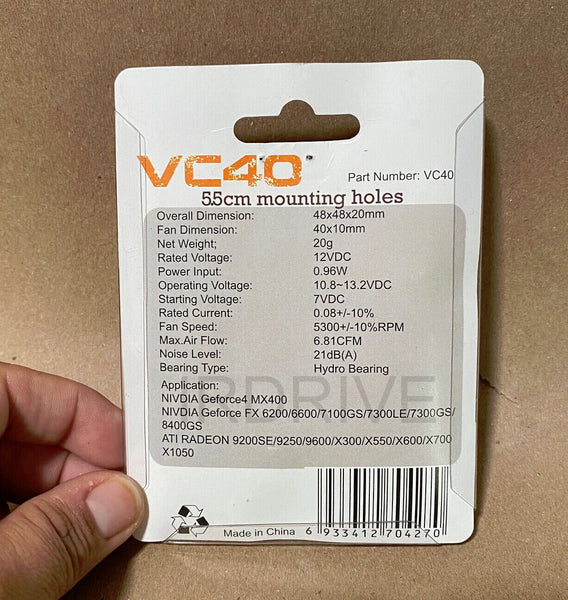 VC40
Part Number: VC40
5.5cm mounting holes
Overall Dimension: 48x48x20mm
Fan Dimension: 40x10mm
Net Weight; 20g
Rated Voltage: 12VDC
Power Input: 0.96W
Operating Voltage: 10.8~13.2VDC
Starting Voltage: 7VDC
Rated Current: 0.08+/-10%
Fan Speed: 5300+/-10%RPM
Max.Air Flow: 6.81CFM
Noise Level: 21dB(A)
Bearing Type: Hydro Bearing
Application:
NIVDIA Geforce4 MX400
NIVDIA Geforce FX 6200/6600/7100GS/7300LE/7300GS/
8400GS
ATI RADEON 9200SE/9250/9600/X300/X550/X600/X700
X1050
Made in China
6 933412 704270